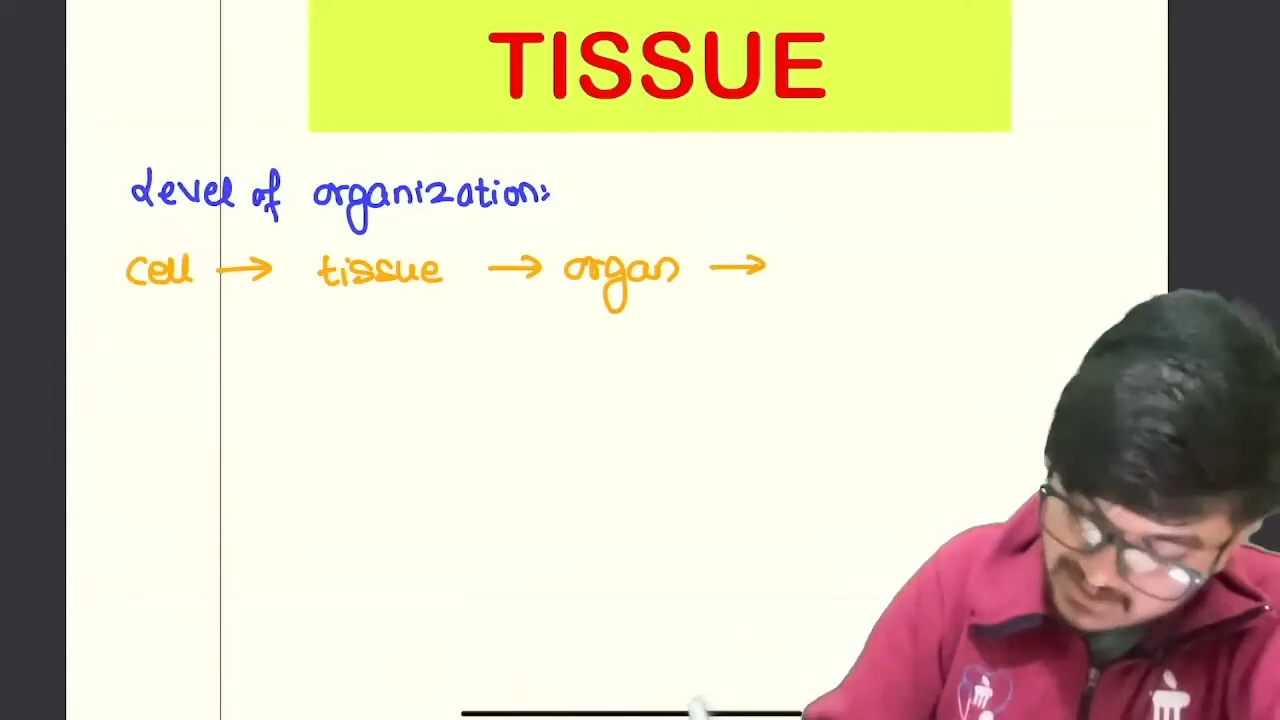 TISSUE
Level of organization:
cell → tissue → organ →